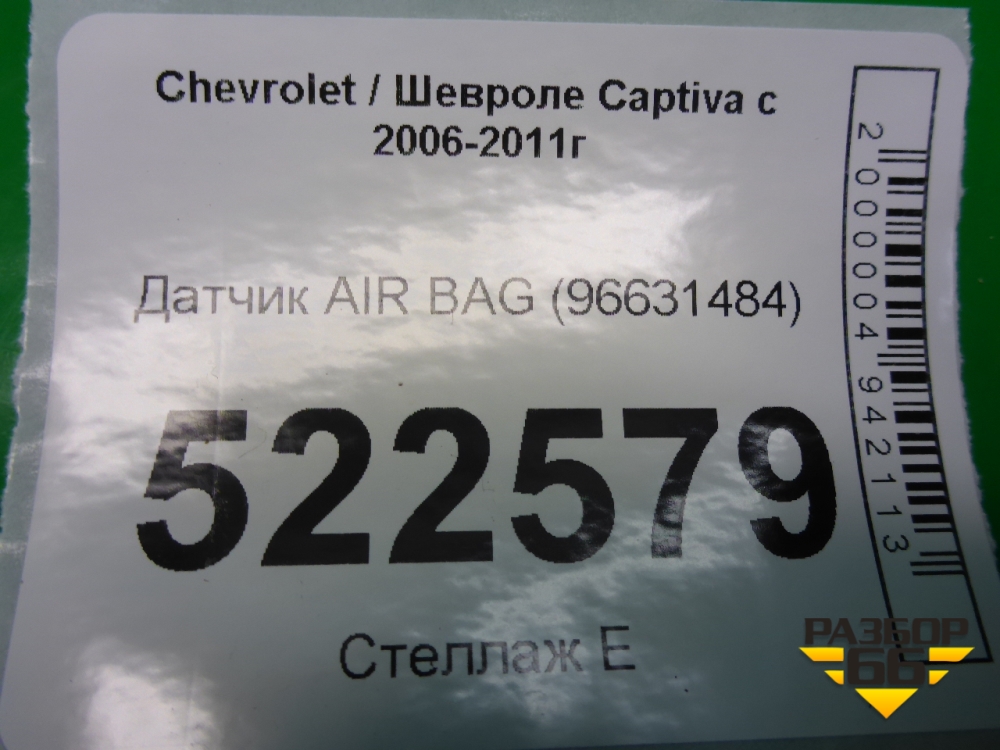 Chevrolet / Шевроле Captiva с
2006-2011г
Датчик AIR BAG (96631484)
522579
Стеллаж Е
2000004942113
РАЗБОР
66